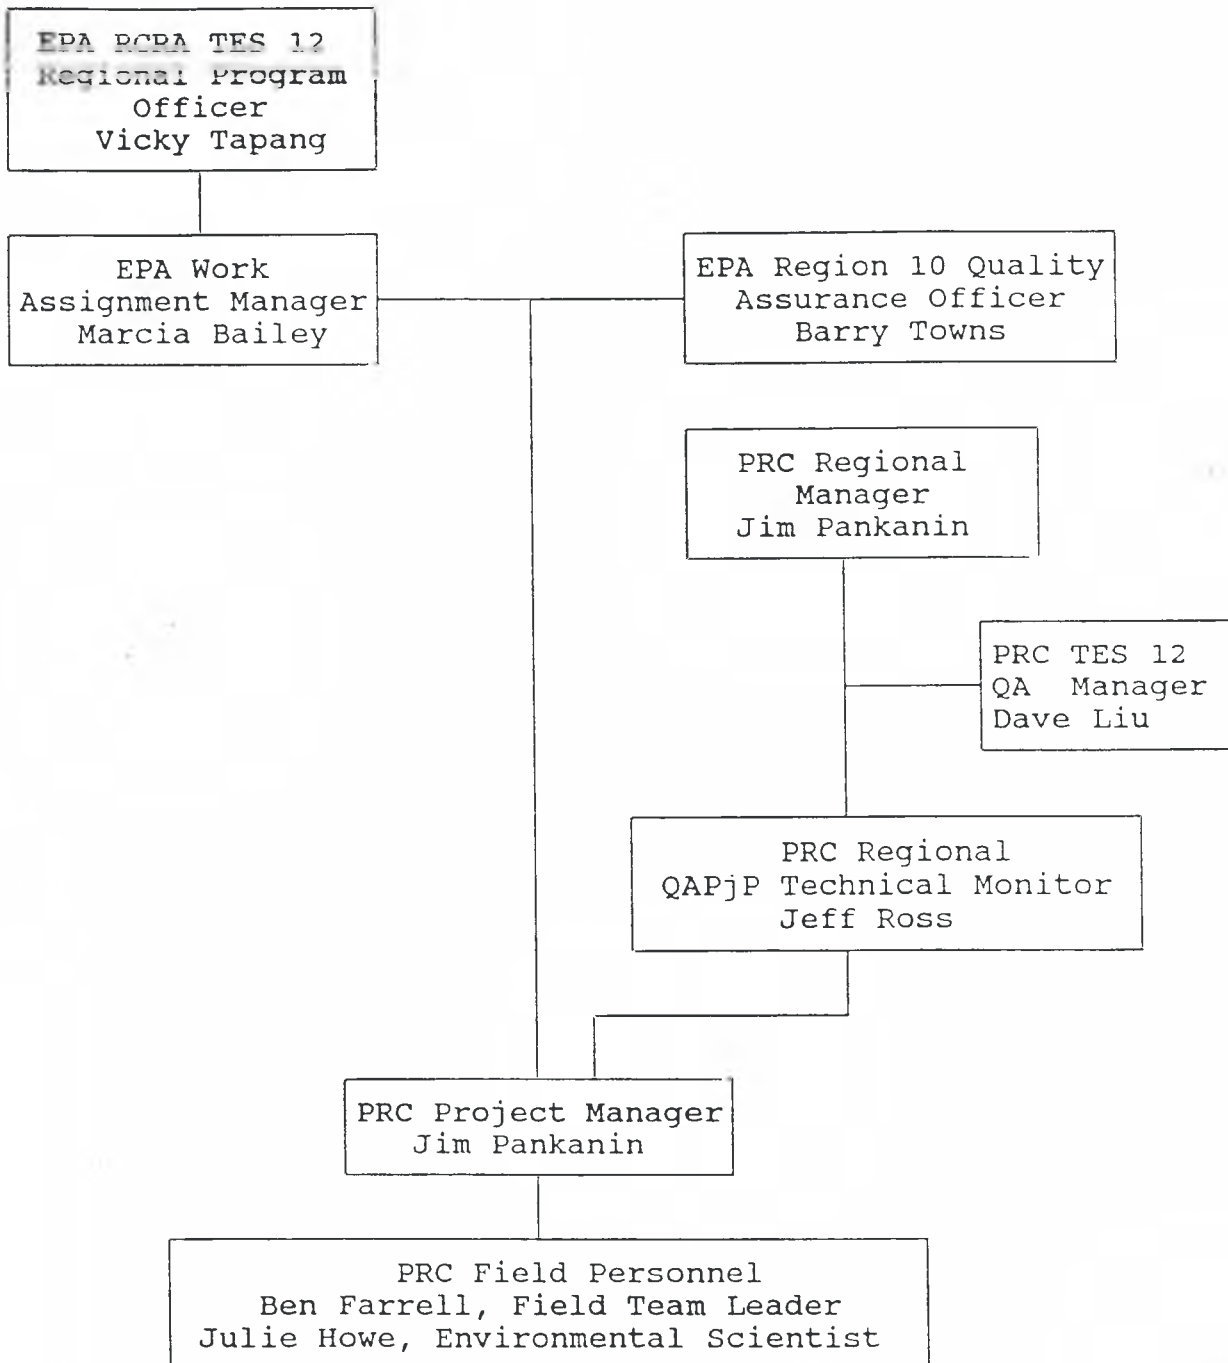 EPA RCRA TES 12
Regional Program
Officer
Vicky Tapang
EPA Work
Assignment Manager
Marcia Bailey
EPA Region 10 Quality
Assurance Officer
Barry Towns
PRC Regional
Manager
Jim Pankanin
PRC TES 12
QA Manager
Dave Liu
PRC Regional
QAPjP Technical Monitor
Jeff Ross
PRC Project Manager
Jim Pankanin
PRC Field Personnel
Ben Farrell, Field Team Leader
Julie Howe, Environmental Scientist